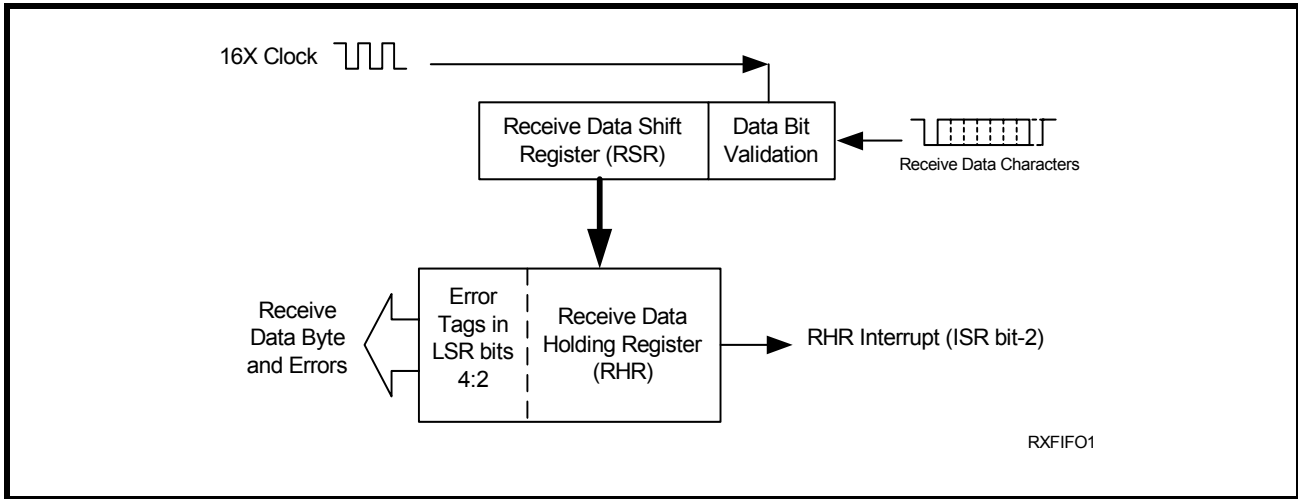 16X Clock
Receive Data Shift
Register (RSR)
Data Bit
Validation
Receive Data Characters
Receive
Data Byte
and Errors
Error
Tags in
LSR bits
4:2
Receive Data
Holding Register
(RHR)
RHR Interrupt (ISR bit-2)
RXFIFO1